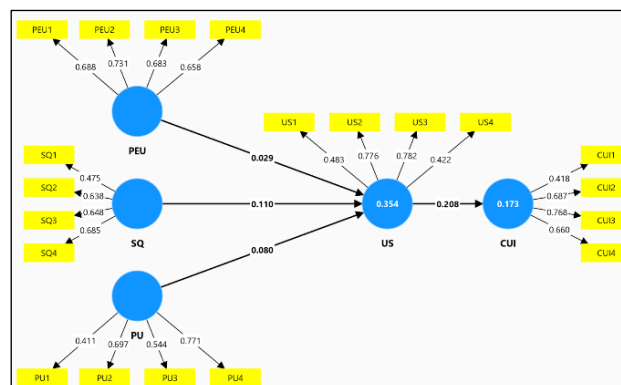 PEU1 PEU2 PEU3 PEU4
0.688 0.731 0.683 0.658
PEU
US1 US2 US3 US4
0.483 0.776 0.782 0.422
0.029
SQ1
SQ2
SQ3
SQ4
0.475
0.638
0.648
0.685
SQ
0.110
0.354
US
0.208
0.173
CUI
0.418
0.687
0.768
0.660
CUI1
CUI2
CUI3
CUI4
0.080
PU
0.411 0.697 0.544 0.771
PU1 PU2 PU3 PU4